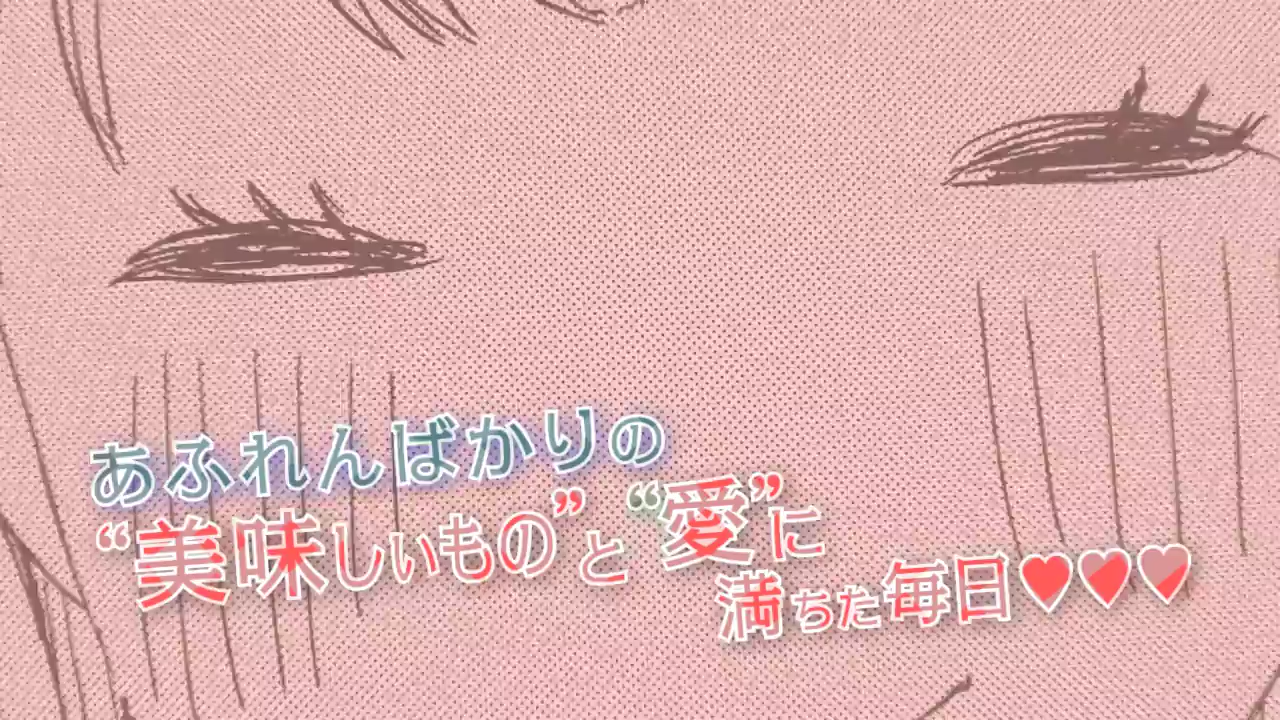 あふれんばかりの
“美味しいもの”と“愛”に
満ちた毎日♥♥♥